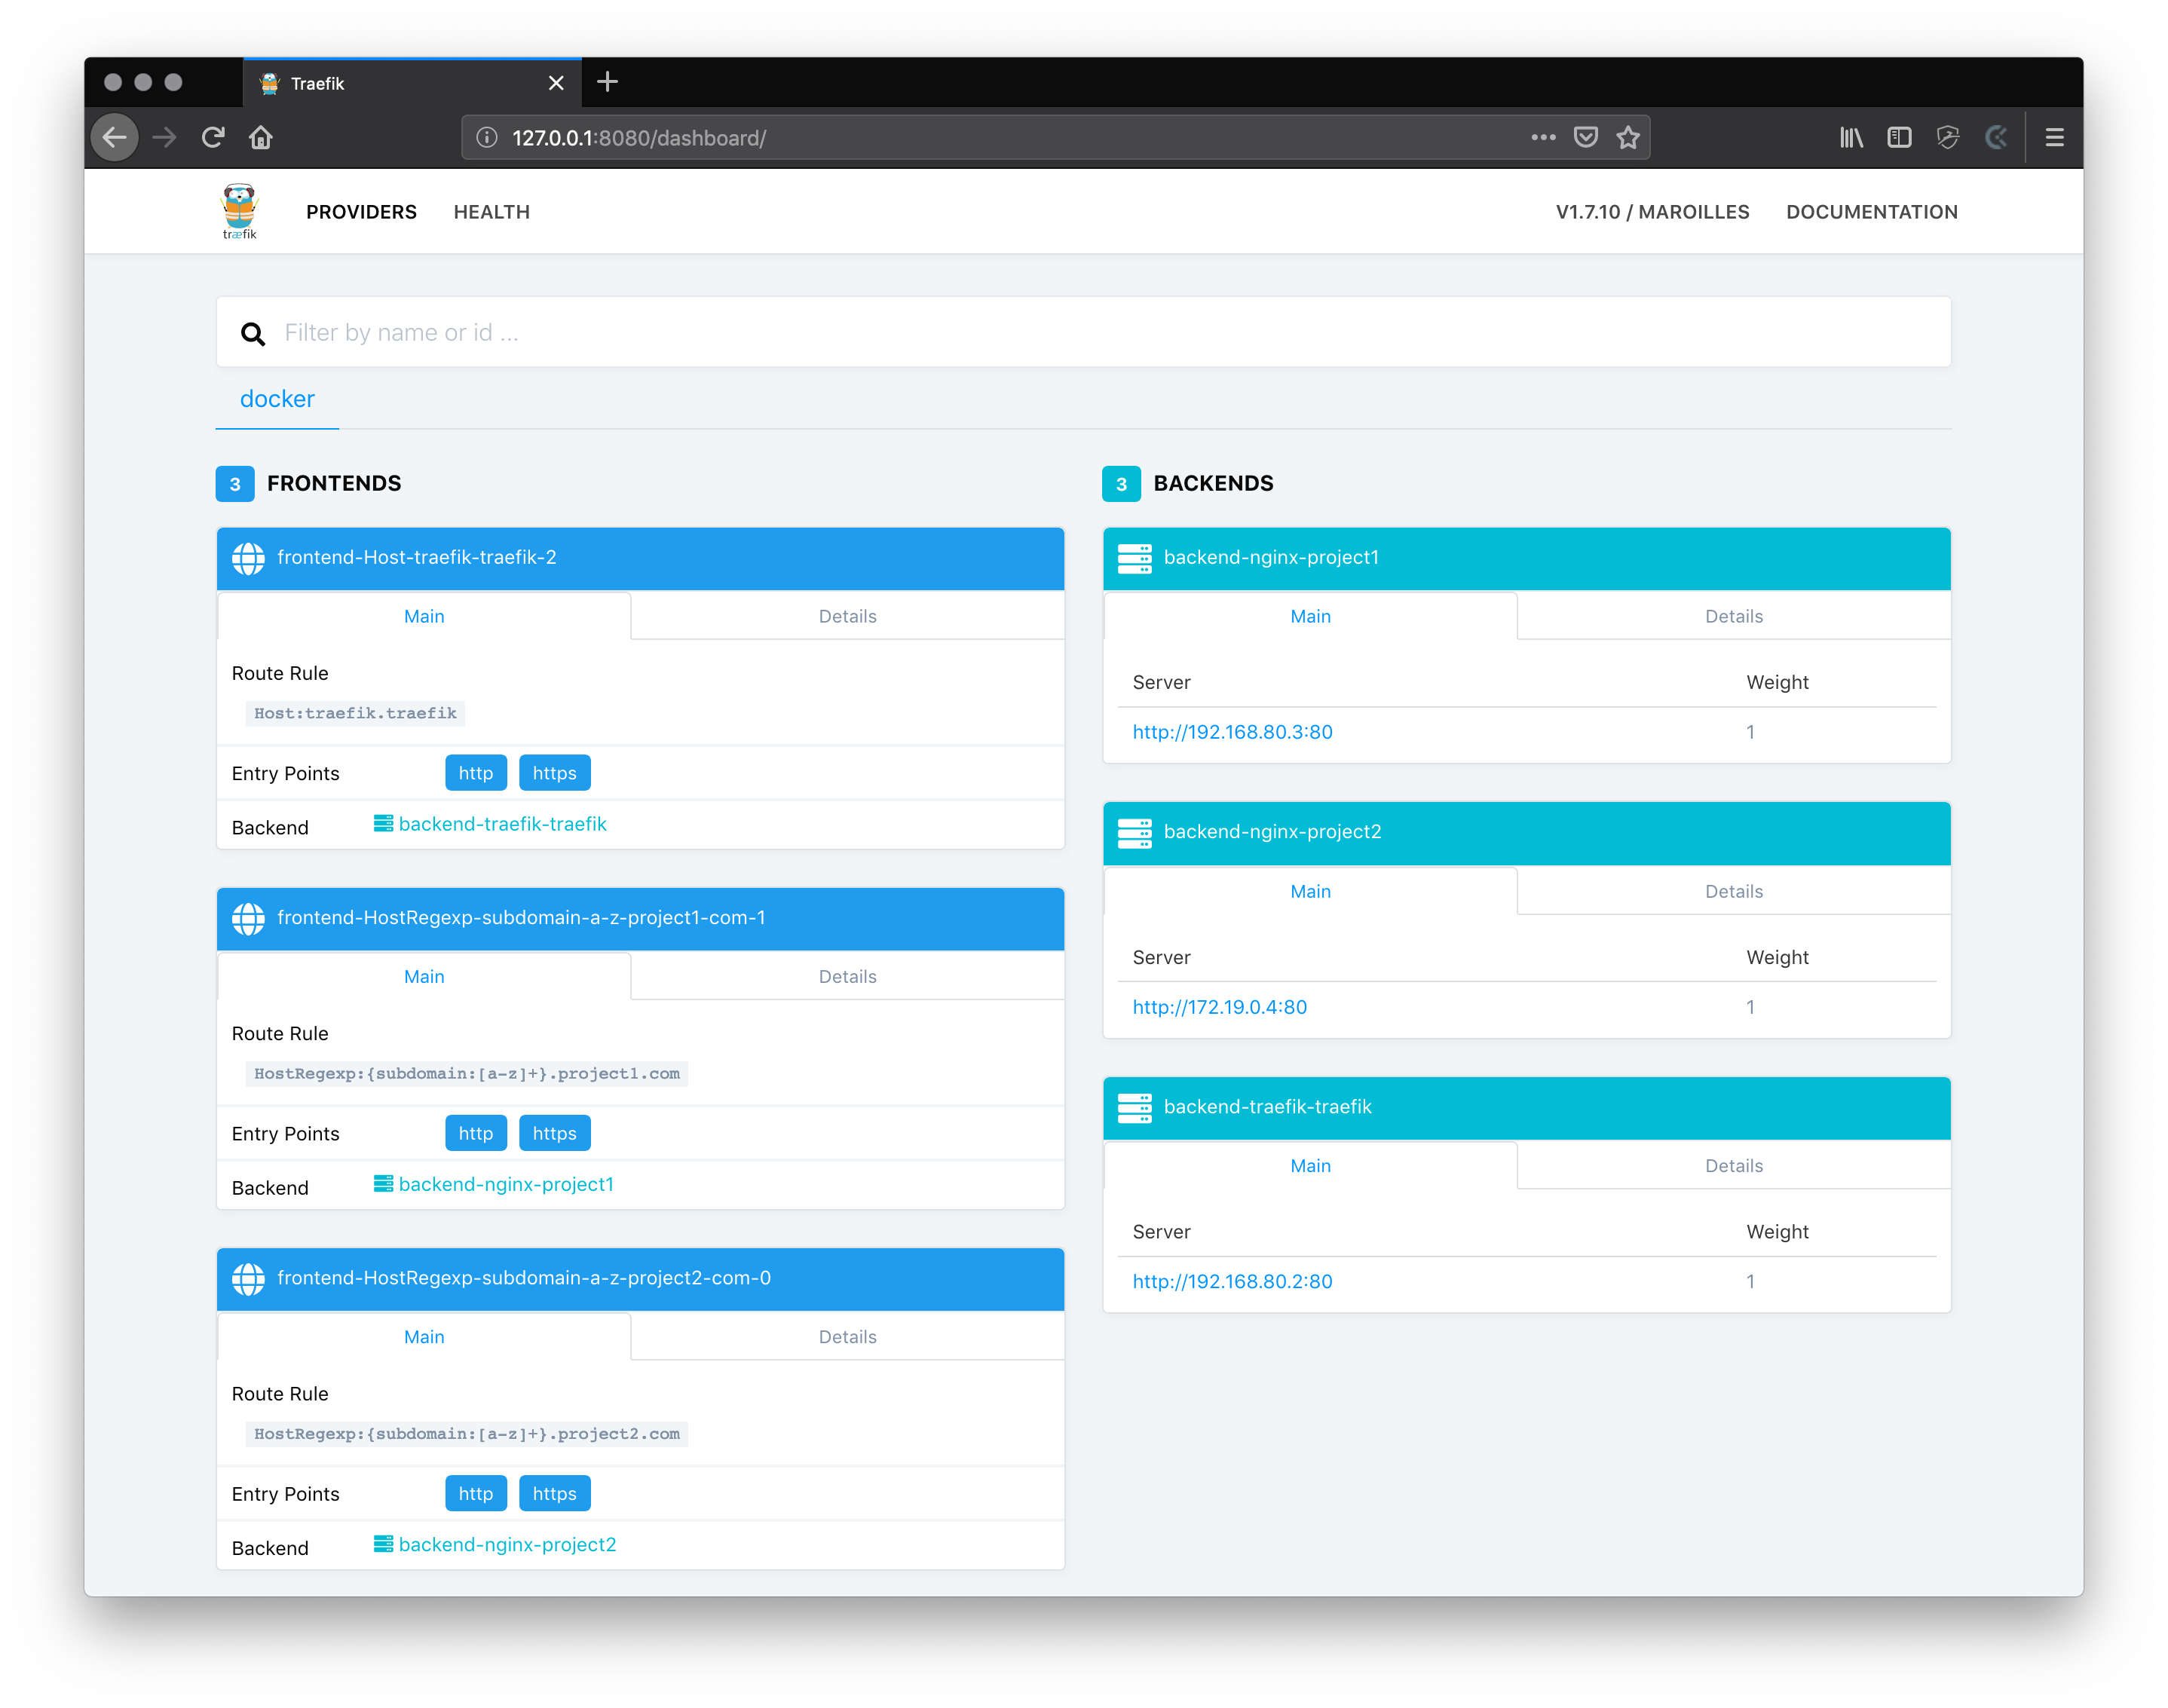 Traefik
127.0.0.1:8080/dashboard/
træfik
PROVIDERS
HEALTH
V1.7.10 / MAROILLES
DOCUMENTATION
Filter by name or id ...
docker
3 FRONTENDS
frontend-Host-traefik-traefik-2
Main Details
Route Rule
Host:traefik.traefik
Entry Points http https
Backend backend-traefik-traefik
frontend-HostRegexp-subdomain-a-z-project1-com-1
Main Details
Route Rule
HostRegexp:{subdomain:[a-z]+}.project1.com
Entry Points http https
Backend backend-nginx-project1
frontend-HostRegexp-subdomain-a-z-project2-com-0
Main Details
Route Rule
HostRegexp:{subdomain:[a-z]+}.project2.com
Entry Points http https
Backend backend-nginx-project2
3 BACKENDS
backend-nginx-project1
Main Details
Server Weight
http://192.168.80.3:80 1
backend-nginx-project2
Main Details
Server Weight
http://172.19.0.4:80 1
backend-traefik-traefik
Main Details
Server Weight
http://192.168.80.2:80 1